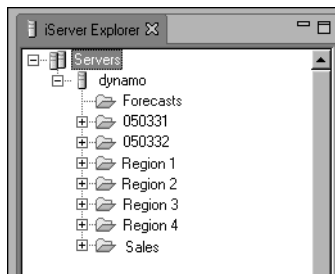 iServer Explorer
Servers
dynamo
Forecasts
050331
050332
Region 1
Region 2
Region 3
Region 4
Sales